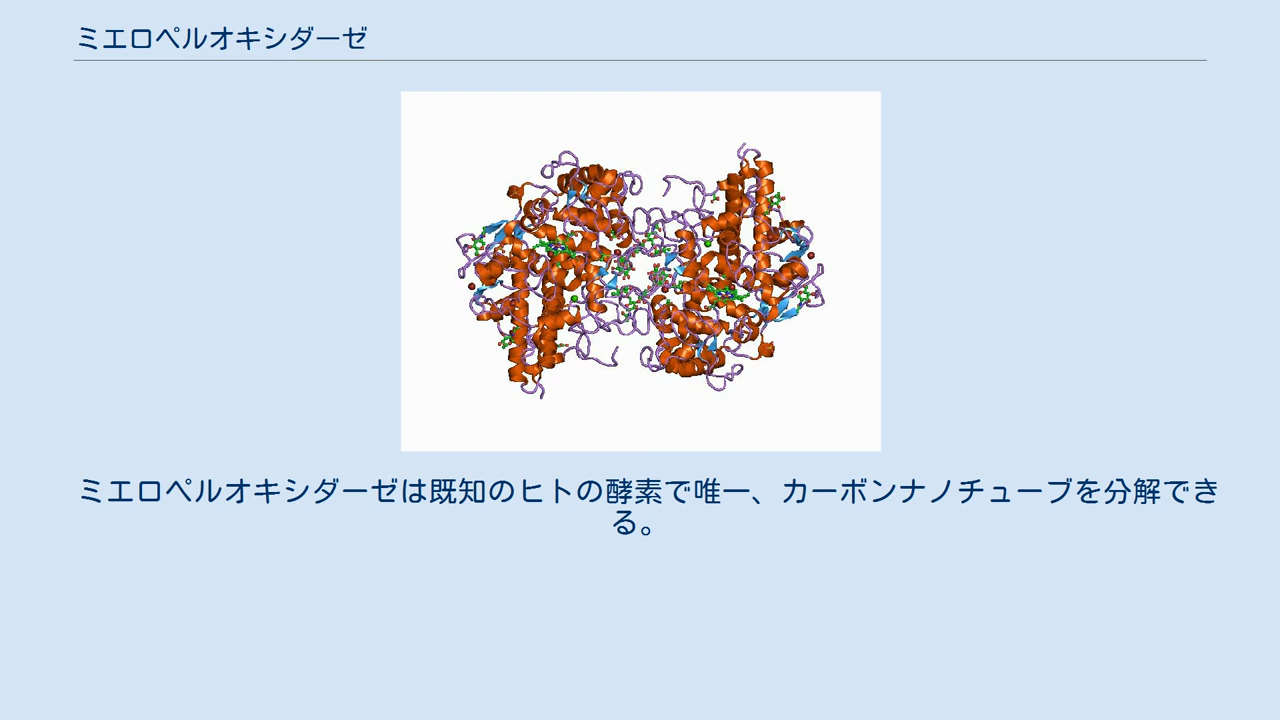 ミエロペルオキシダーゼ
ミエロペルオキシダーゼは既知のヒトの酵素で唯一、カーボンナノチューブを分解でき
る。